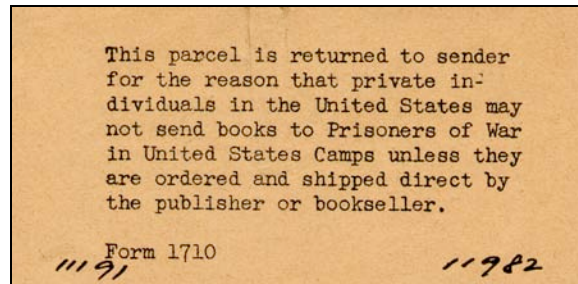 This parcel is returned to sender
for the reason that private in-
dividuals in the United States may
not send books to Prisoners of War
in United States Camps unless they
are ordered and shipped direct by
the publisher or bookseller.
Form 1710
11191 11982